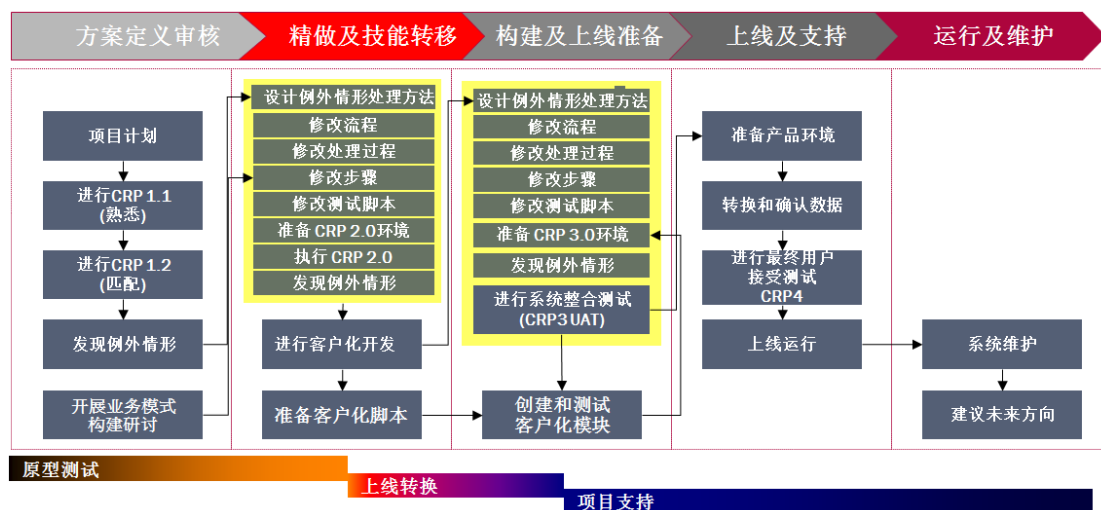 方案定义审核
精做及技能转移
构建及上线准备
上线及支持
运行及维护
项目计划
进行CRP 1.1
(熟悉)
进行CRP 1.2
(匹配)
发现例外情形
开展业务模式
构建研讨
设计例外情形处理方法
修改流程
修改处理过程
修改步骤
修改测试脚本
准备 CRP 2.0环境
执行 CRP 2.0
发现例外情形
进行客户化开发
准备客户化脚本
设计例外情形处理方法
修改流程
修改处理过程
修改步骤
修改测试脚本
准备 CRP 3.0环境
发现例外情形
进行系统整合测试
(CRP3 UAT)
创建和测试
客户化模块
准备产品环境
转换和确认数据
进行最终用户
接受测试
CRP4
上线运行
系统维护
建议未来方向
原型测试
上线转换
项目支持